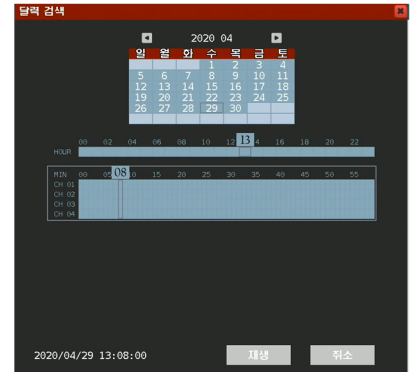 달력 검색
2020 04
일 월 화 수 목 금 토
1 2 3 4
5 6 7 8 9 10 11
12 13 14 15 16 17 18
19 20 21 22 23 24 25
26 27 28 29 30
HOUR 00 02 04 06 08 10 12 13 4 16 18 20 22
MIN 00 05 08 0 15 20 25 30 35 40 45 50 55
CH 01
CH 02
CH 03
CH 04
2020/04/29 13:08:00 재생 취소